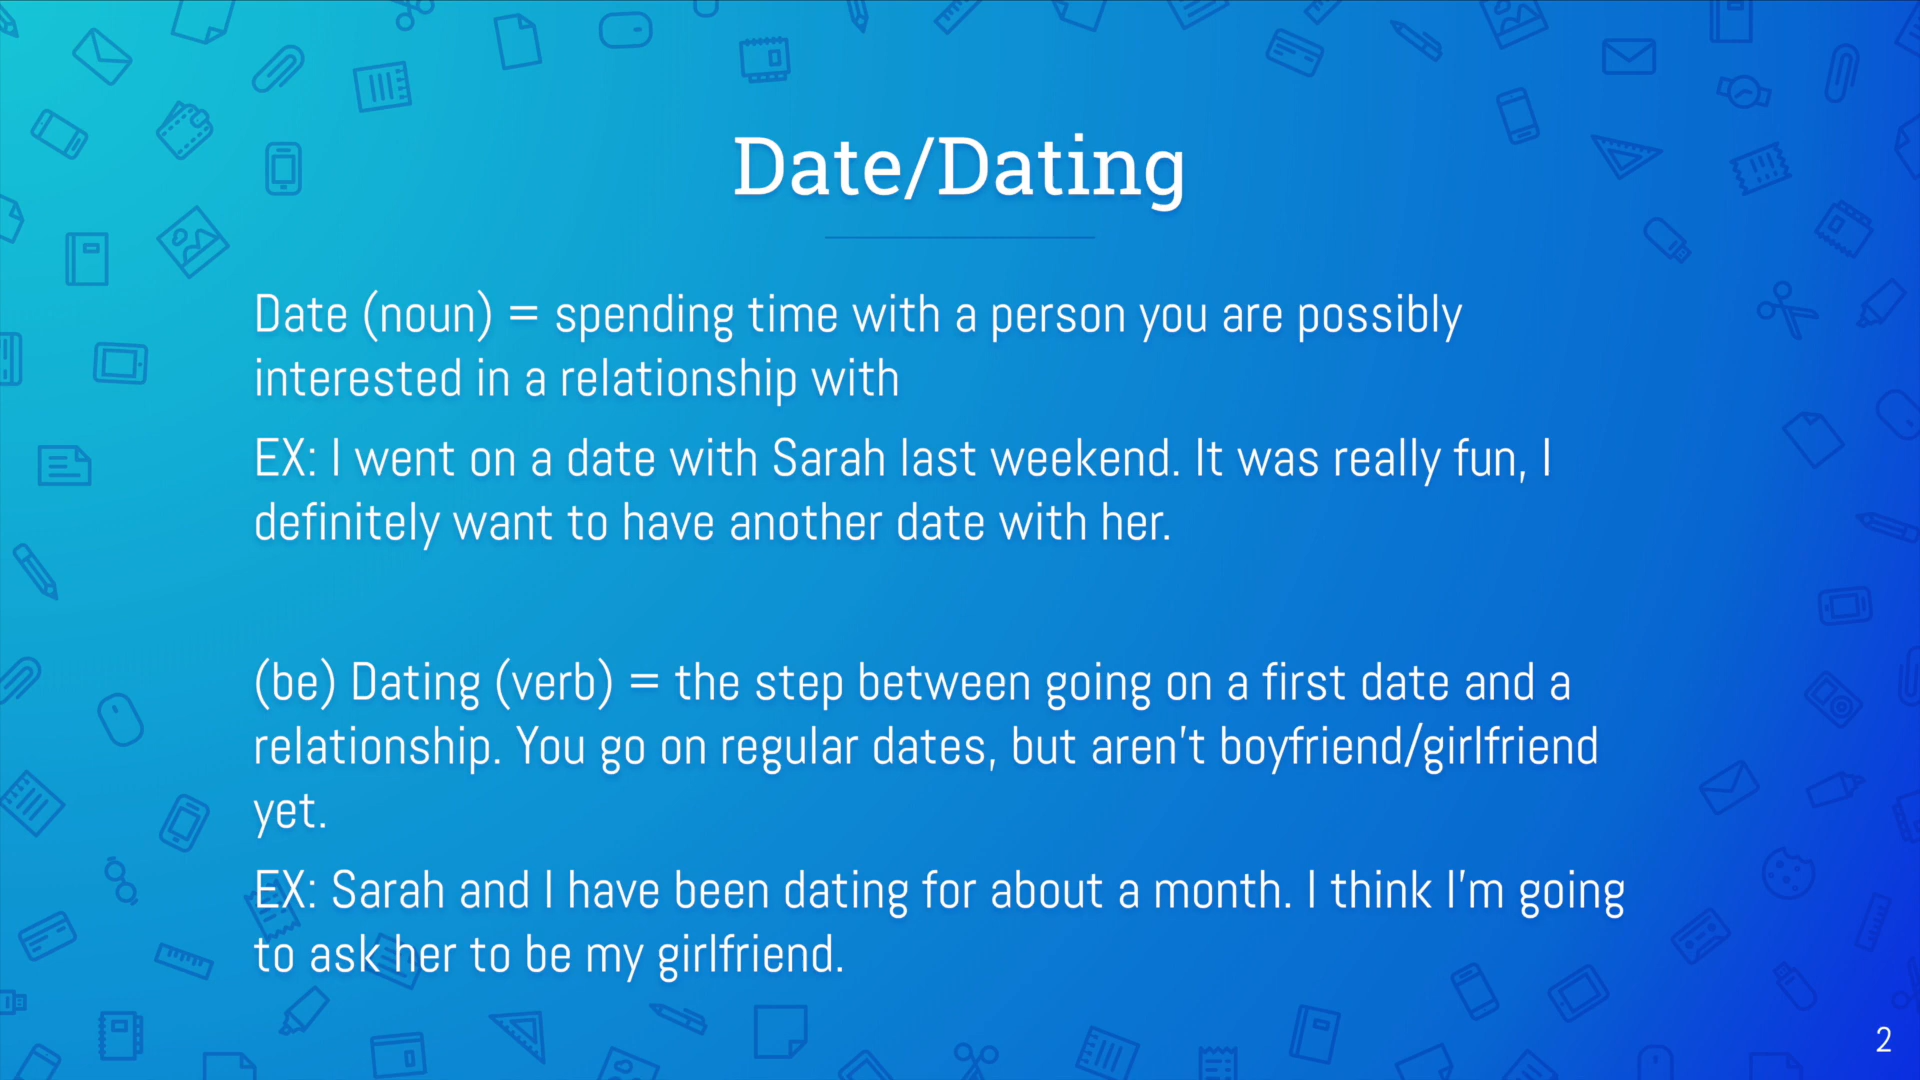 Date/Dating
Date (noun) = spending time with a person you are possibly
interested in a relationship with
EX: I went on a date with Sarah last weekend. It was really fun, I
definitely want to have another date with her.
(be) Dating (verb) = the step between going on a first date and a
relationship. You go on regular dates, but aren't boyfriend/girlfriend
yet.
EX: Sarah and I have been dating for about a month. I think I'm going
to ask her to be my girlfriend.
2